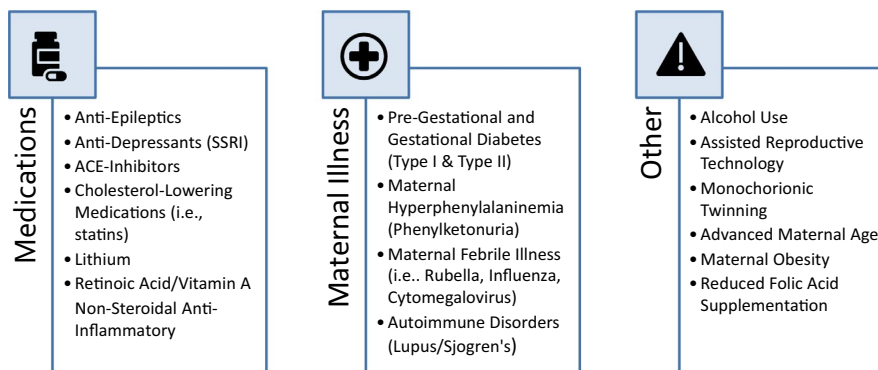 Medications
• Anti-Epileptics
• Anti-Depressants (SSRI)
• ACE-Inhibitors
• Cholesterol-Lowering
Medications (i.e.,
statins)
• Lithium
• Retinoic Acid/Vitamin A
Non-Steroidal Anti-
Inflammatory
Maternal Illness
• Pre-Gestational and
Gestational Diabetes
(Type I & Type II)
• Maternal
Hyperphenylalaninemia
(Phenylketonuria)
• Maternal Febrile Illness
(i.e.. Rubella, Influenza,
Cytomegalovirus)
• Autoimmune Disorders
(Lupus/Sjogren's)
Other
• Alcohol Use
• Assisted Reproductive
Technology
• Monochorionic
Twinning
• Advanced Maternal Age
• Maternal Obesity
• Reduced Folic Acid
Supplementation